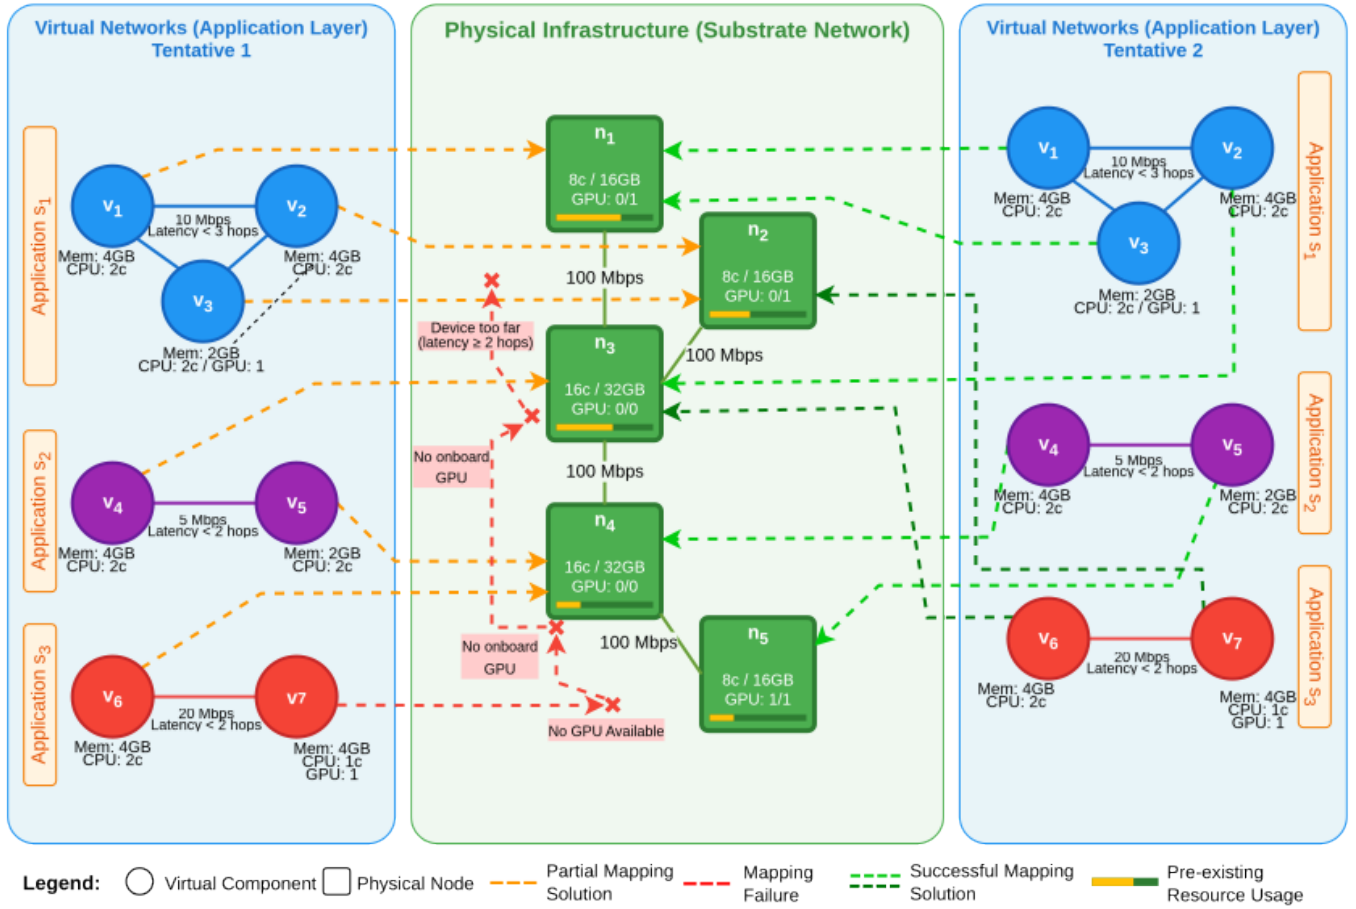 Virtual Networks (Application Layer)
Tentative 1
Application s1
v1
v2
10 Mbps
Latency < 3 hops
Mem: 4GB
CPU: 2c
Mem: 4GB
CPU: 2c
v3
Mem: 2GB
CPU: 2c / GPU: 1
Application s2
v4
v5
5 Mbps
Latency < 2 hops
Mem: 4GB
CPU: 2c
Mem: 2GB
CPU: 2c
Application s3
v6
v7
20 Mbps
Latency < 2 hops
Mem: 4GB
CPU: 2c
Mem: 4GB
CPU: 1c
GPU: 1
Physical Infrastructure (Substrate Network)
n1
8c / 16GB
GPU: 0/1
n2
8c / 16GB
GPU: 0/1
100 Mbps
Device too far
(latency ≥ 2 hops)
n3
16c / 32GB
GPU: 0/0
100 Mbps
No onboard
GPU
100 Mbps
n4
16c / 32GB
GPU: 0/0
No onboard
GPU
100 Mbps
n5
8c / 16GB
GPU: 1/1
No GPU Available
Virtual Networks (Application Layer)
Tentative 2
v1
v2
10 Mbps
Latency < 3 hops
Mem: 4GB
CPU: 2c
Mem: 4GB
CPU: 2c
v3
Mem: 2GB
CPU: 2c / GPU: 1
Application s1
v4
v5
5 Mbps
Latency < 2 hops
Mem: 4GB
CPU: 2c
Mem: 2GB
CPU: 2c
Application s2
v6
v7
20 Mbps
Latency < 2 hops
Mem: 4GB
CPU: 2c
Mem: 4GB
CPU: 1c
GPU: 1
Application s3
Legend:
Virtual Component
Physical Node
Partial Mapping
Solution
Mapping
Failure
Successful Mapping
Solution
Pre-existing
Resource Usage